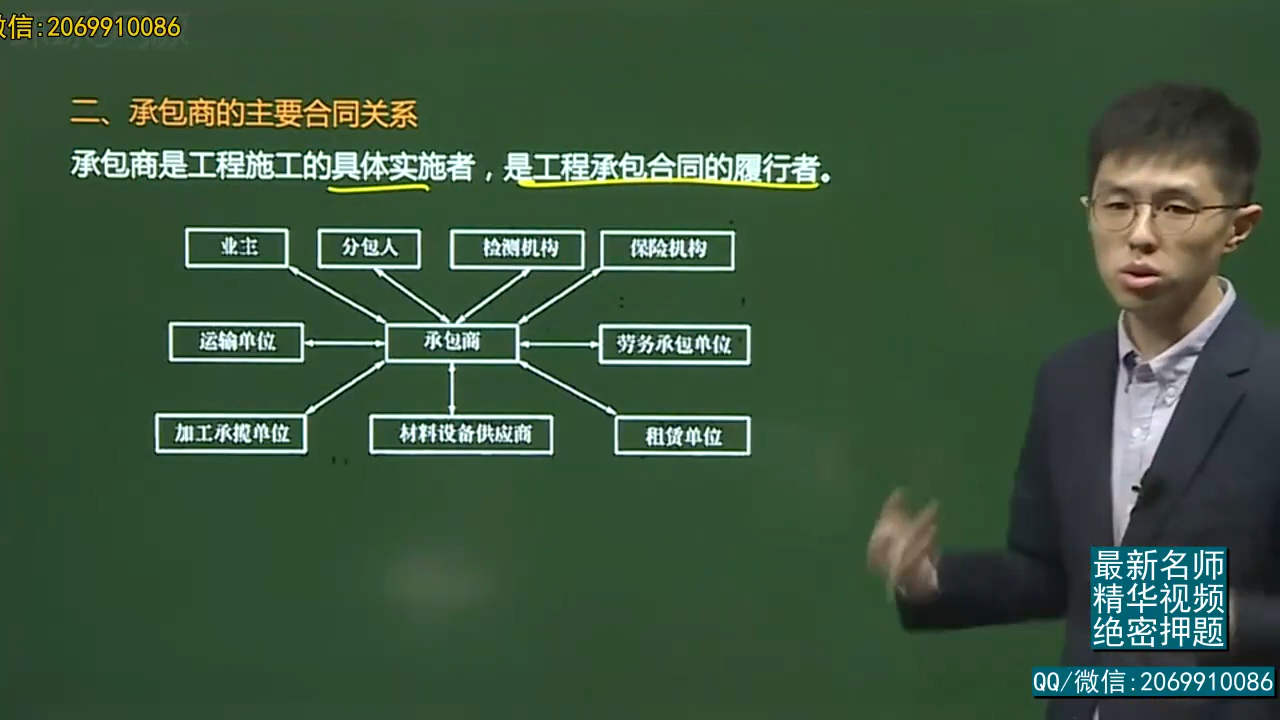 微信:2069910086
二、承包商的主要合同关系
承包商是工程施工的具体实施者，是工程承包合同的履行者。
业主
分包人
检测机构
保险机构
运输单位
承包商
劳务承包单位
加工承揽单位
材料设备供应商
租赁单位
最新名师
精华视频
绝密押题
QQ/微信:2069910086